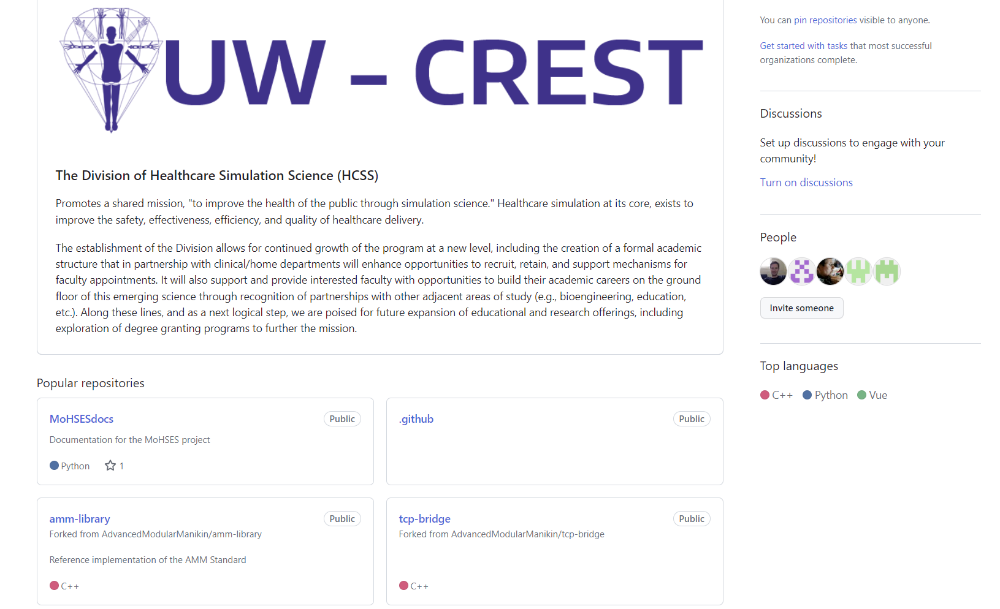 UW - CREST
The Division of Healthcare Simulation Science (HCSS)
Promotes a shared mission, "to improve the health of the public through simulation science." Healthcare simulation at its core, exists to
improve the safety, effectiveness, efficiency, and quality of healthcare delivery.
The establishment of the Division allows for continued growth of the program at a new level, including the creation of a formal academic
structure that in partnership with clinical/home departments will enhance opportunities to recruit, retain, and support mechanisms for
faculty appointments. It will also support and provide interested faculty with opportunities to build their academic careers on the ground
floor of this emerging science through recognition of partnerships with other adjacent areas of study (e.g., bioengineering, education,
etc.). Along these lines, and as a next logical step, we are poised for future expansion of educational and research offerings, including
exploration of degree granting programs to further the mission.
Popular repositories
MoHSESdocs
Public
Documentation for the MoHSES project
Python 1
.github
Public
amm-library
Public
Forked from AdvancedModularManikin/amm-library
Reference implementation of the AMM Standard
C++
tcp-bridge
Public
Forked from AdvancedModularManikin/tcp-bridge
C++
You can pin repositories visible to anyone.
Get started with tasks that most successful
organizations complete.
Discussions
Set up discussions to engage with your
community!
Turn on discussions
People
Invite someone
Top languages
C++ Python Vue